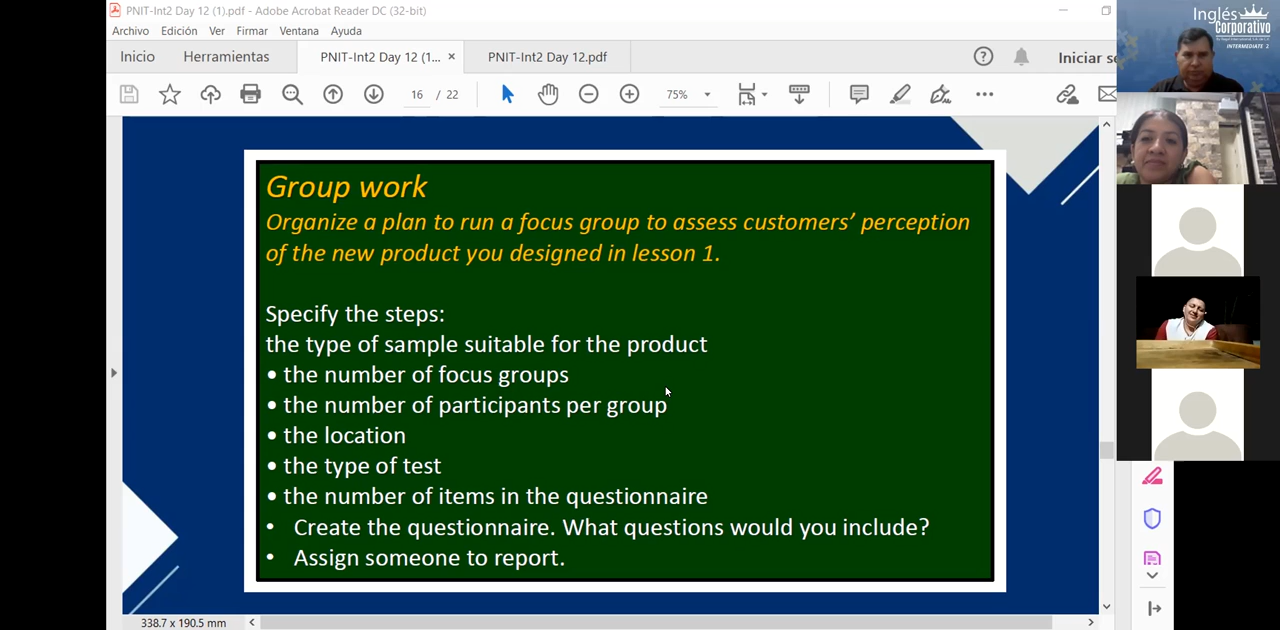 PNIT-Int2 Day 12 (1).pdf - Adobe Acrobat Reader DC (32-bit)
Archivo Edición Ver Firmar Ventana Ayuda
Inicio Herramientas PNIT-Int2 Day 12 (1... × PNIT-Int2 Day 12.pdf Iniciar se
16 / 22 75%
Inglés
Corporativo
INTERMEDIATE 2
Group work
Organize a plan to run a focus group to assess customers’ perception
of the new product you designed in lesson 1.
Specify the steps:
the type of sample suitable for the product
• the number of focus groups
• the number of participants per group
• the location
• the type of test
• the number of items in the questionnaire
• Create the questionnaire. What questions would you include?
• Assign someone to report.
338.7 x 190.5 mm